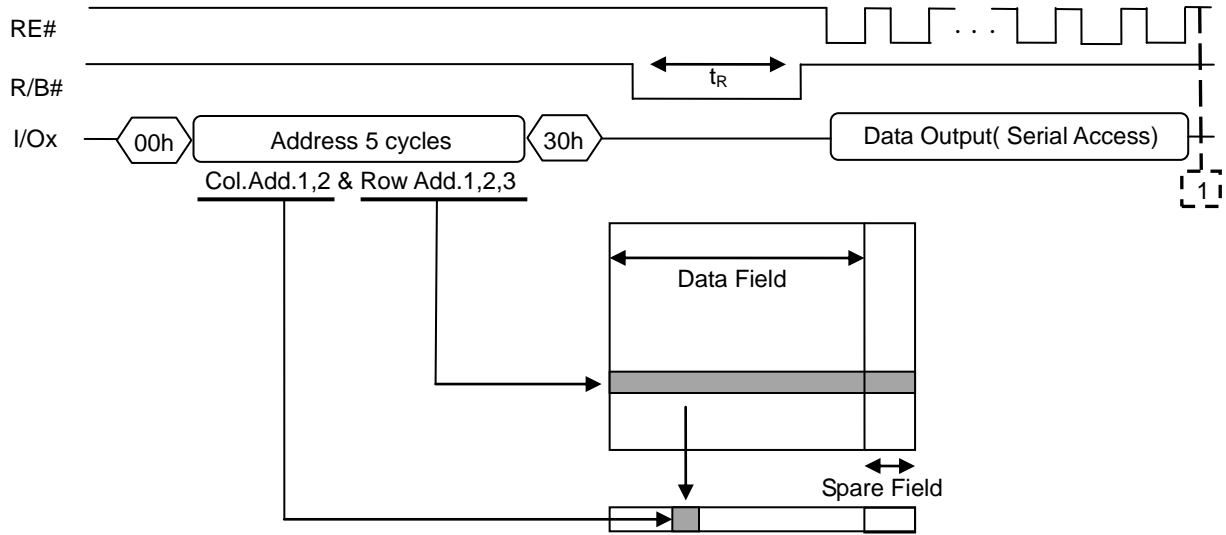 RE#
. . .
R/B#
tR
I/Ox
00h
Address 5 cycles
30h
Data Output( Serial Access)
Col.Add.1,2 & Row Add.1,2,3
1
Data Field
Spare Field